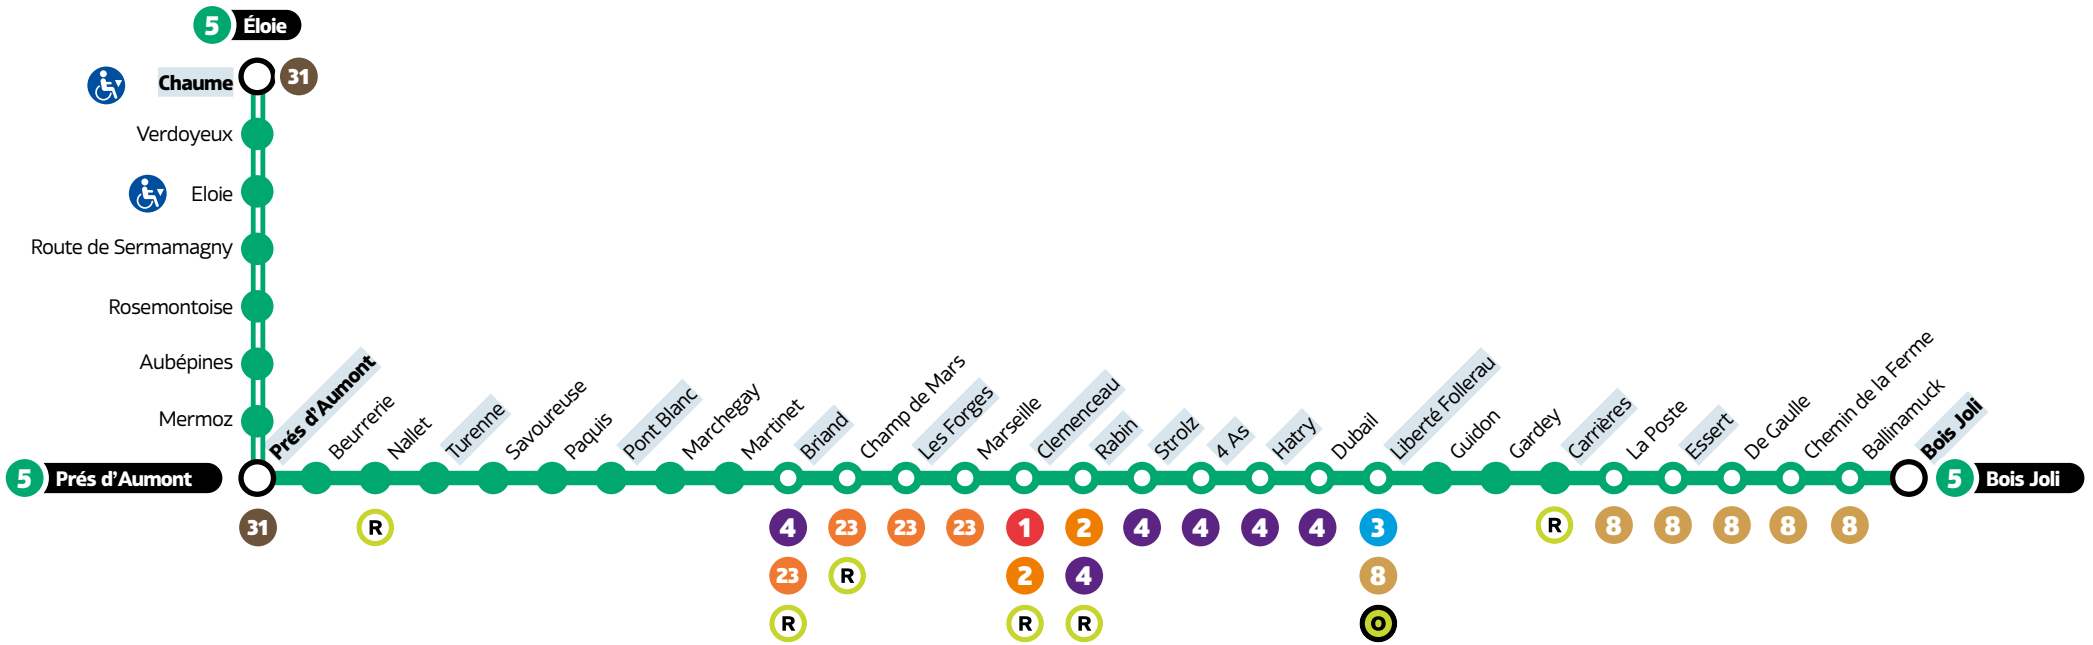 5 Éloie
Chaume 31
Verdoyeux
Eloie
Route de Sermamagny
Rosemontoise
Aubépines
Mermoz
5 Prés d'Aumont
Prés d'Aumont
Beurrerie
Nallet
Turenne
Savoureuse
Paquis
Pont Blanc
Marchegay
Martinet
Briand
Champ de Mars
Les Forges
Marseille
Clemenceau
Rabin
Strolz
4 As
Hatry
Dubail
Liberté Follerau
Guidon
Gardey
Carrières
La Poste
Essert
De Gaulle
Chemin de la Ferme
Ballinamuck
Bois Joli
5 Bois Joli
31 R 4 23 23 23 1 2 4 4 4 4 3 R 8 8 8 8 8
23 R 2 4 8
R R R O